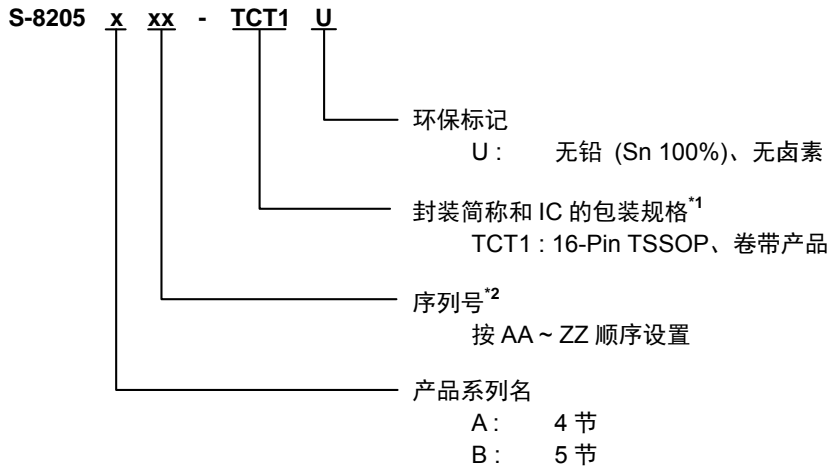 S-8205 x xx - TCT1 U
环保标记
U : 无铅 (Sn 100%)、无卤素
封装简称和 IC 的包装规格*1
TCT1 : 16-Pin TSSOP、卷带产品
序列号*2
按 AA ~ ZZ 顺序设置
产品系列名
A : 4 节
B : 5 节